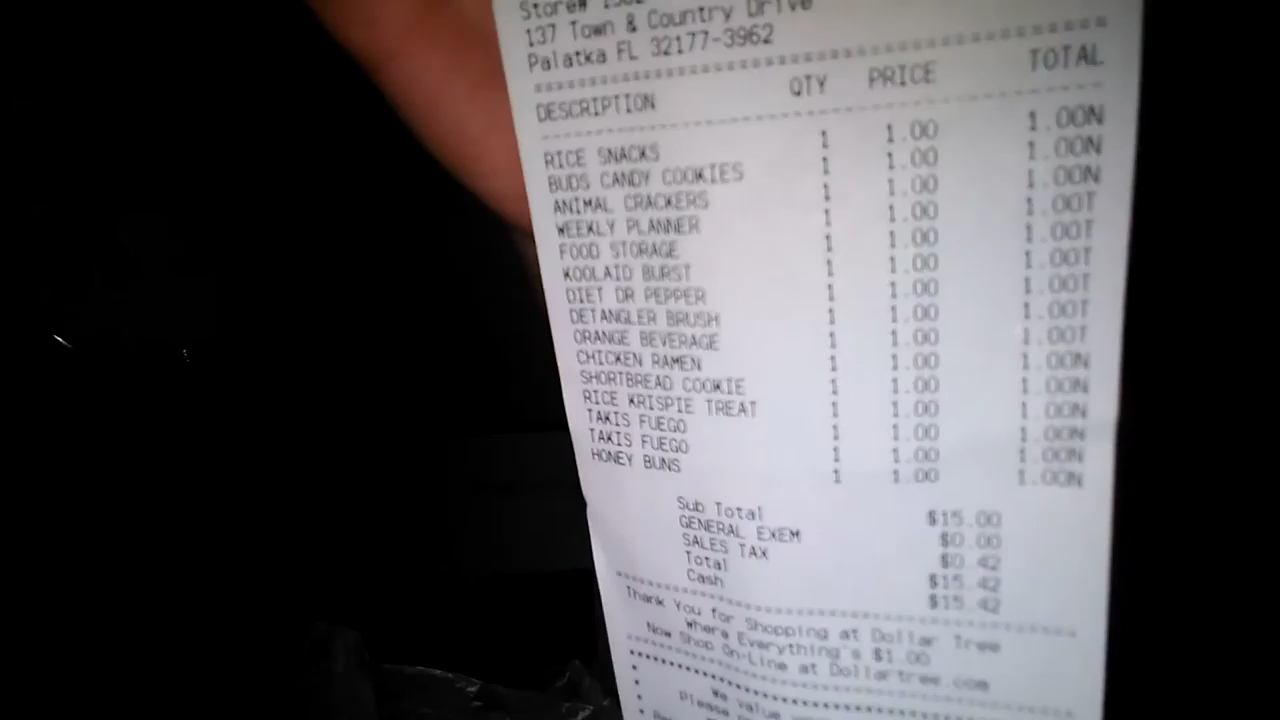 Store#
137 Town & Country Drive
Palatka FL 32177-3962
DESCRIPTION QTY PRICE TOTAL
RICE SNACKS 1 1.00 1.00N
BUDS CANDY COOKIES 1 1.00 1.00N
ANIMAL CRACKERS 1 1.00 1.00N
WEEKLY PLANNER 1 1.00 1.00T
FOOD STORAGE 1 1.00 1.00T
KOOLAID BURST 1 1.00 1.00T
DIET DR PEPPER 1 1.00 1.00T
DETANGLER BRUSH 1 1.00 1.00T
ORANGE BEVERAGE 1 1.00 1.00T
CHICKEN RAMEN 1 1.00 1.00N
SHORTBREAD COOKIE 1 1.00 1.00N
RICE KRISPIE TREAT 1 1.00 1.00N
TAKIS FUEGO 1 1.00 1.00N
TAKIS FUEGO 1 1.00 1.00N
HONEY BUNS 1 1.00 1.00N
Sub Total $15.00
GENERAL EXEM $0.00
SALES TAX $0.42
Total $15.42
Cash $15.42
Thank You for Shopping at Dollar Tree
Where Everything's $1.00
Now Shop On-Line at Dollartree.com
We value
Please